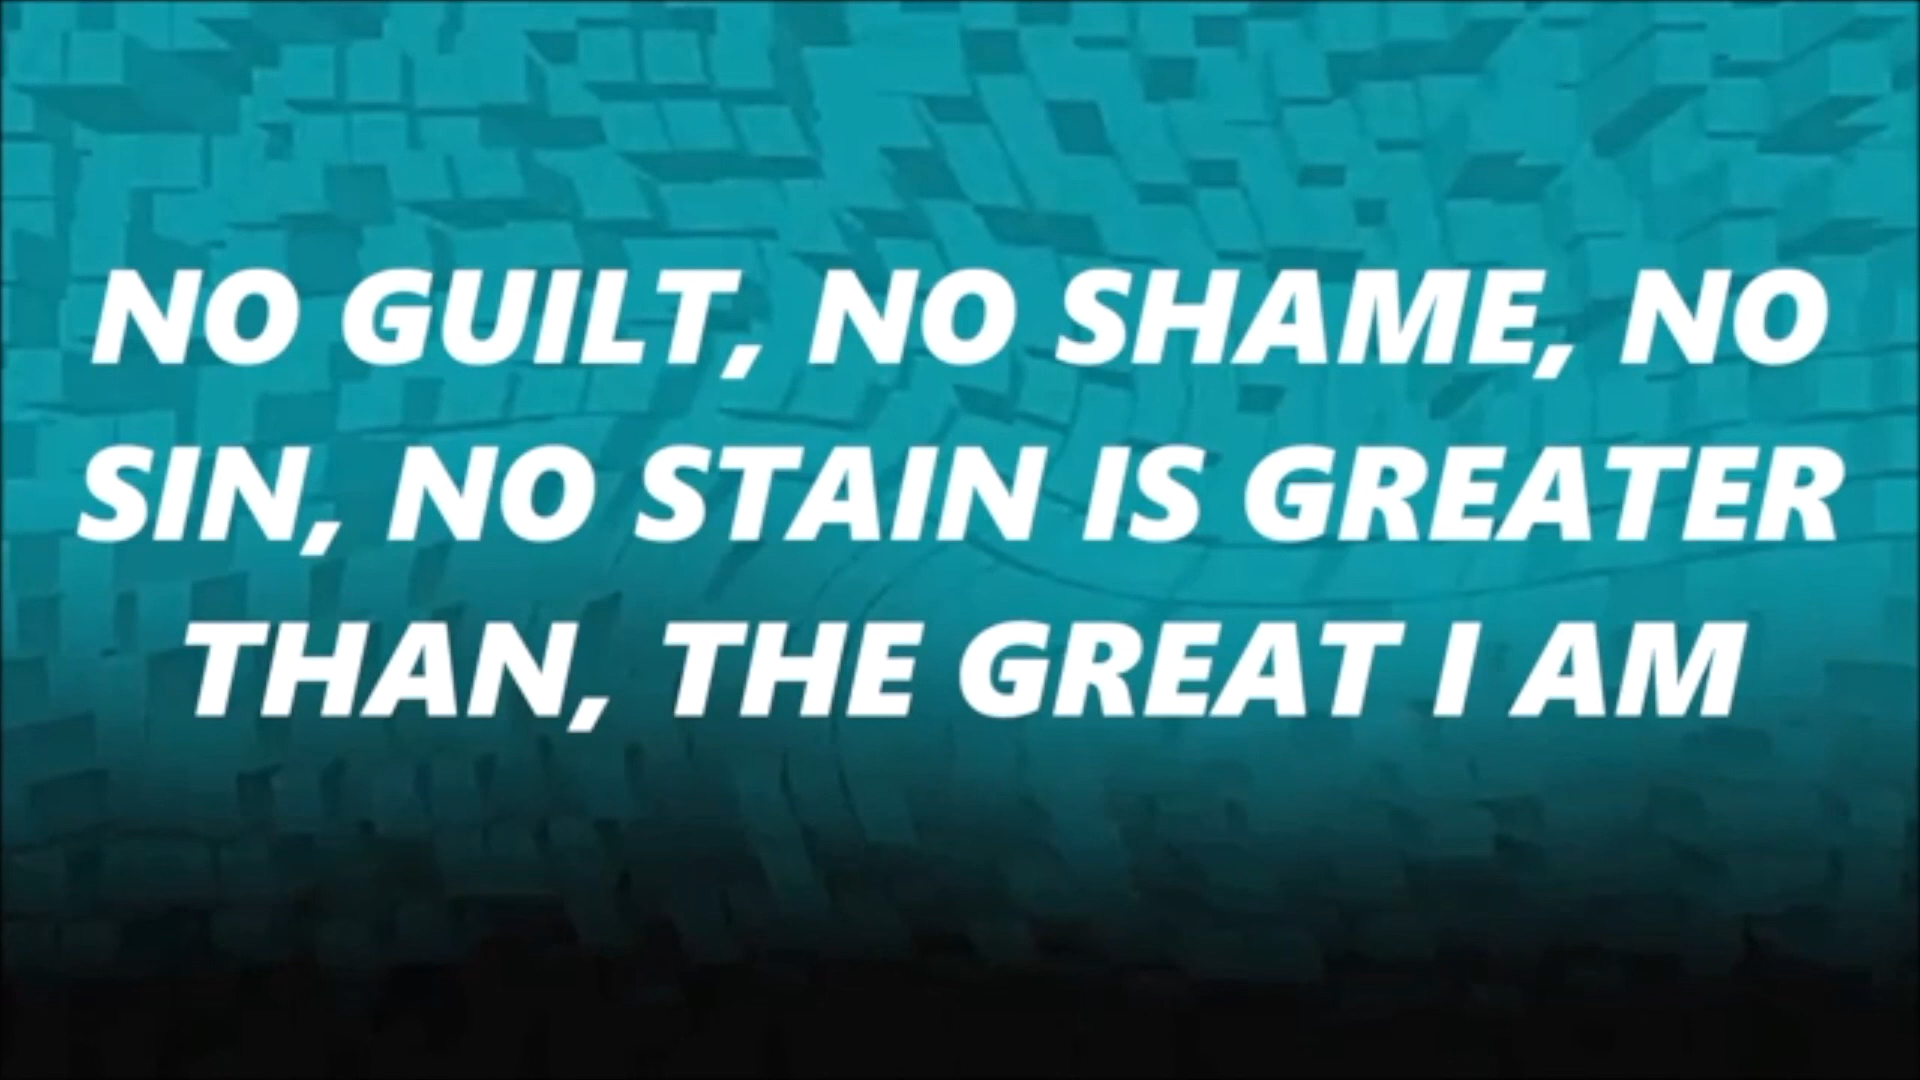 NO GUILT, NO SHAME, NO
SIN, NO STAIN IS GREATER
THAN, THE GREAT I AM